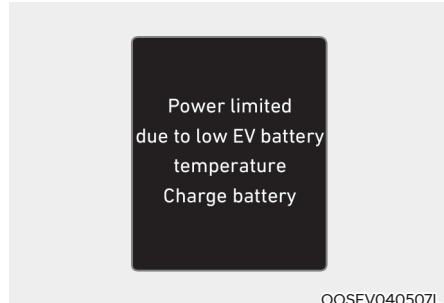 Power limited
due to low EV battery
temperature
Charge battery
OOSEV040507L